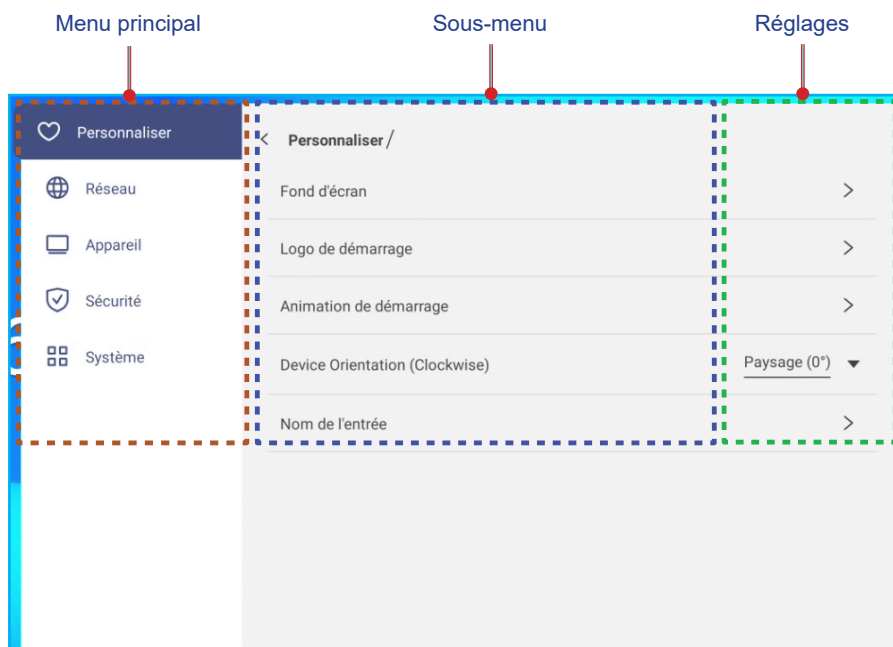 Menu principal
Sous-menu
Réglages
Personnaliser
Réseau
Appareil
Sécurité
Système
< Personnaliser /
Fond d'écran >
Logo de démarrage >
Animation de démarrage >
Device Orientation (Clockwise) Paysage (0°)
Nom de l'entrée >